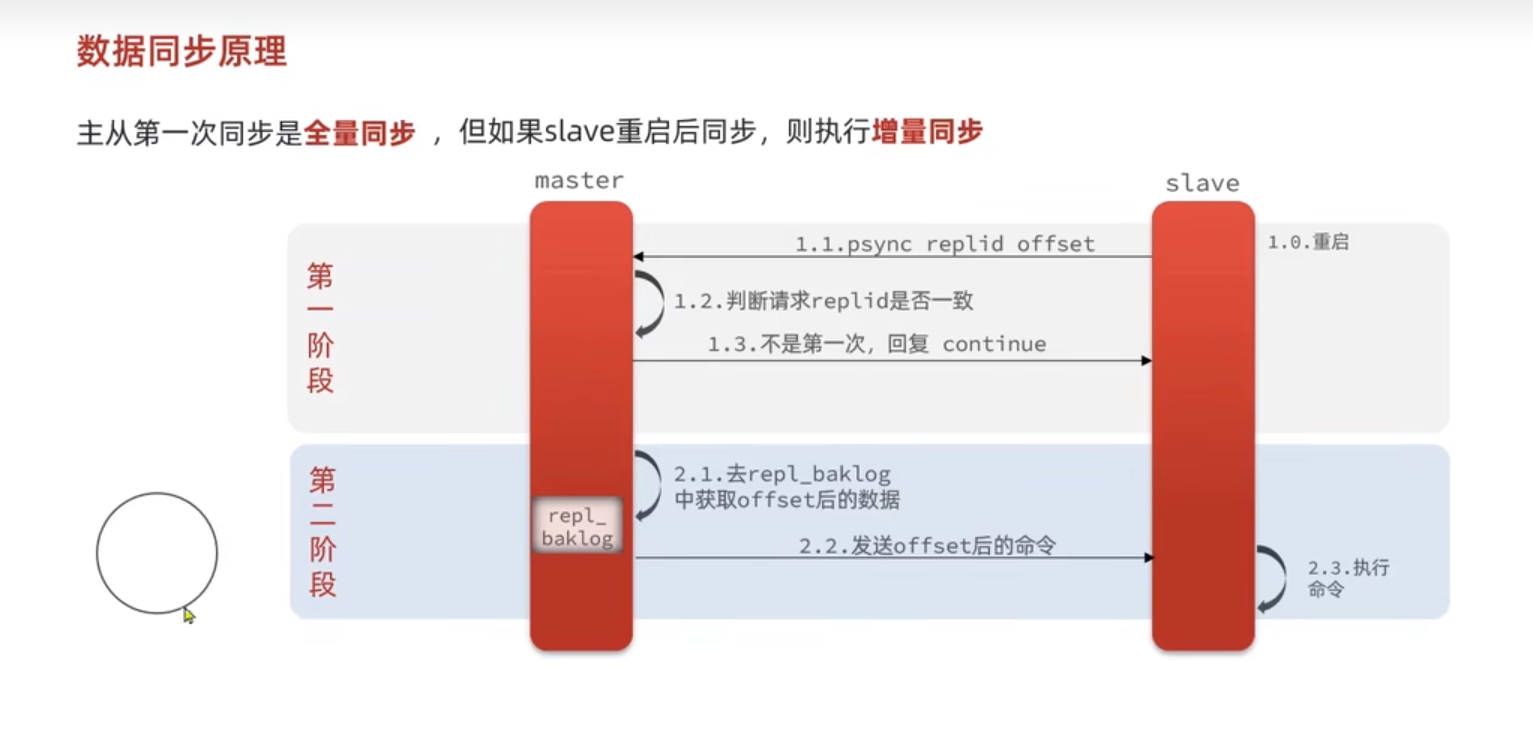 数据同步原理
主从第一次同步是全量同步 ，但如果slave重启后同步，则执行增量同步
master
slave
第一阶段
1.0.重启
1.1.psync replid offset
1.2.判断请求replid是否一致
1.3.不是第一次，回复 continue
第二阶段
2.1.去repl_baklog
中获取offset后的数据
repl_
baklog
2.2.发送offset后的命令
2.3.执行
命令